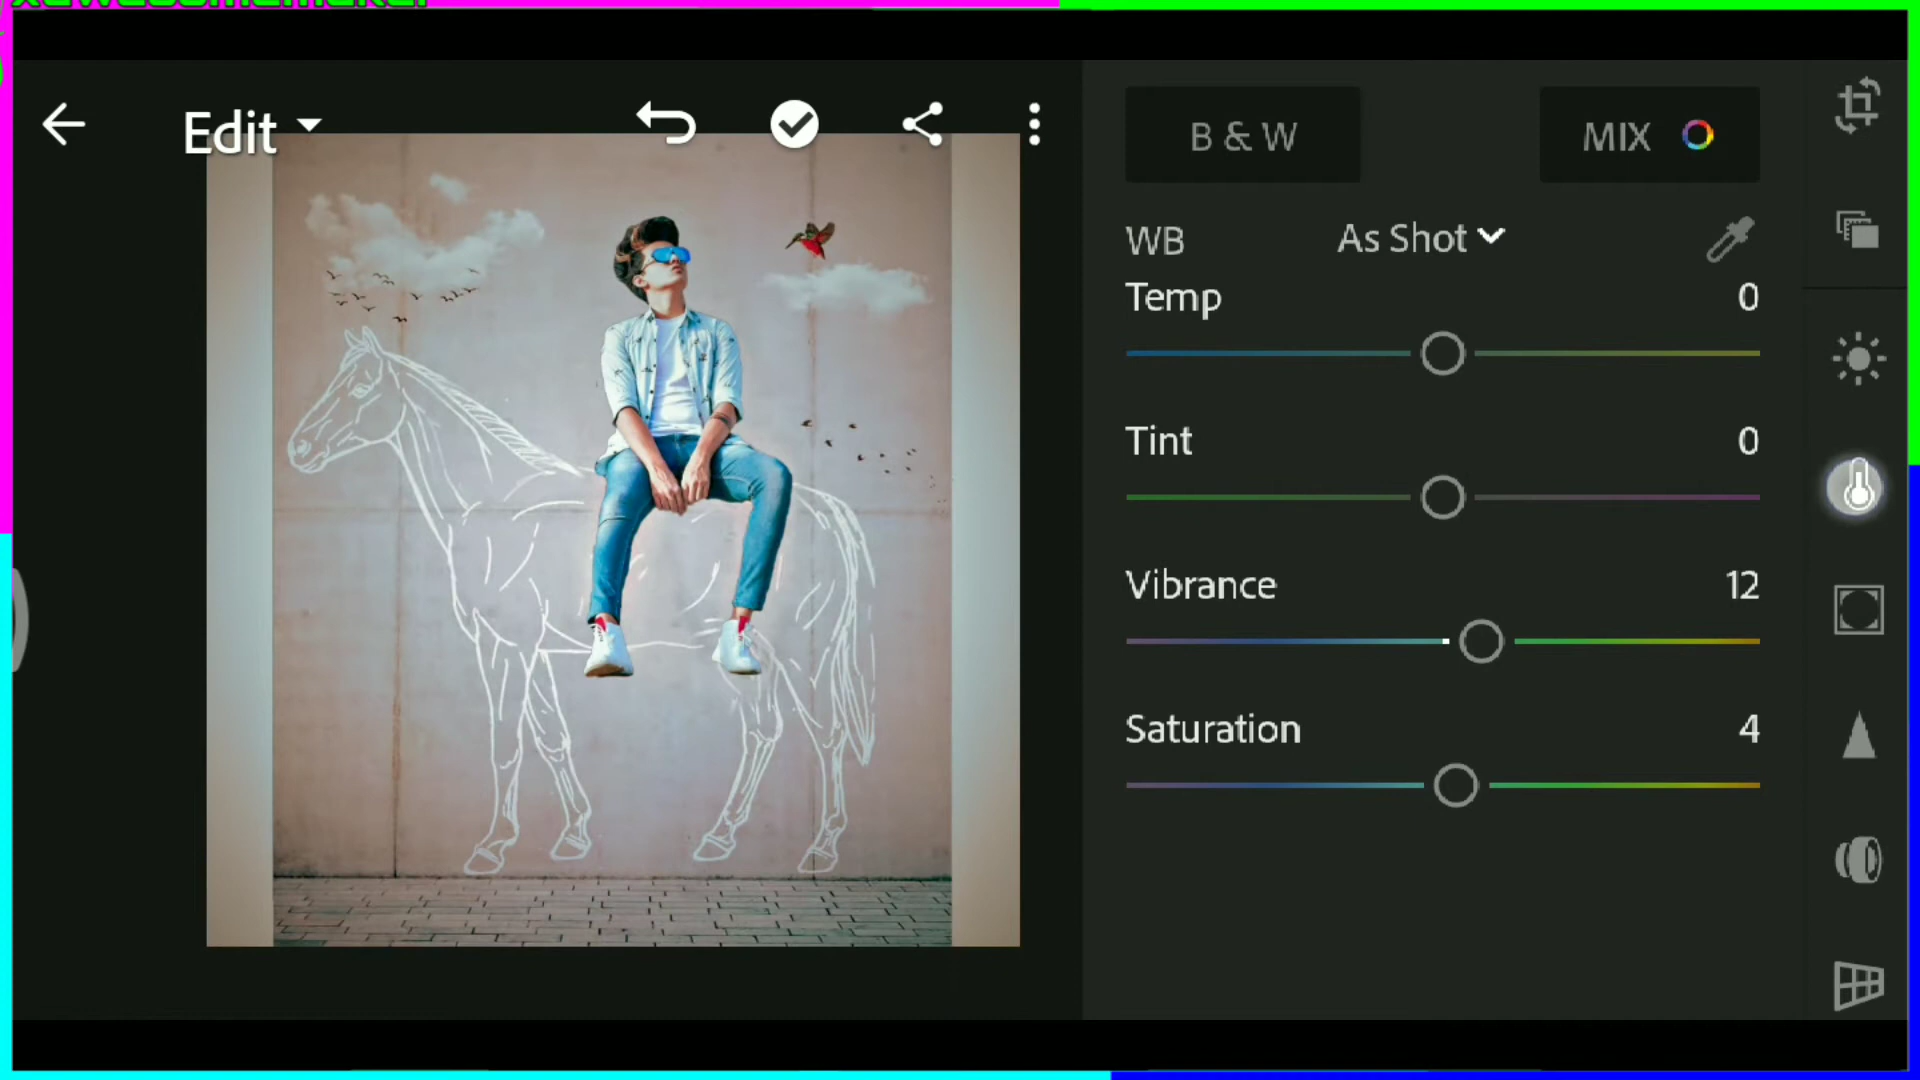 Edit
B & W
MIX
WB
As Shot
Temp
0
Tint
0
Vibrance
12
Saturation
4